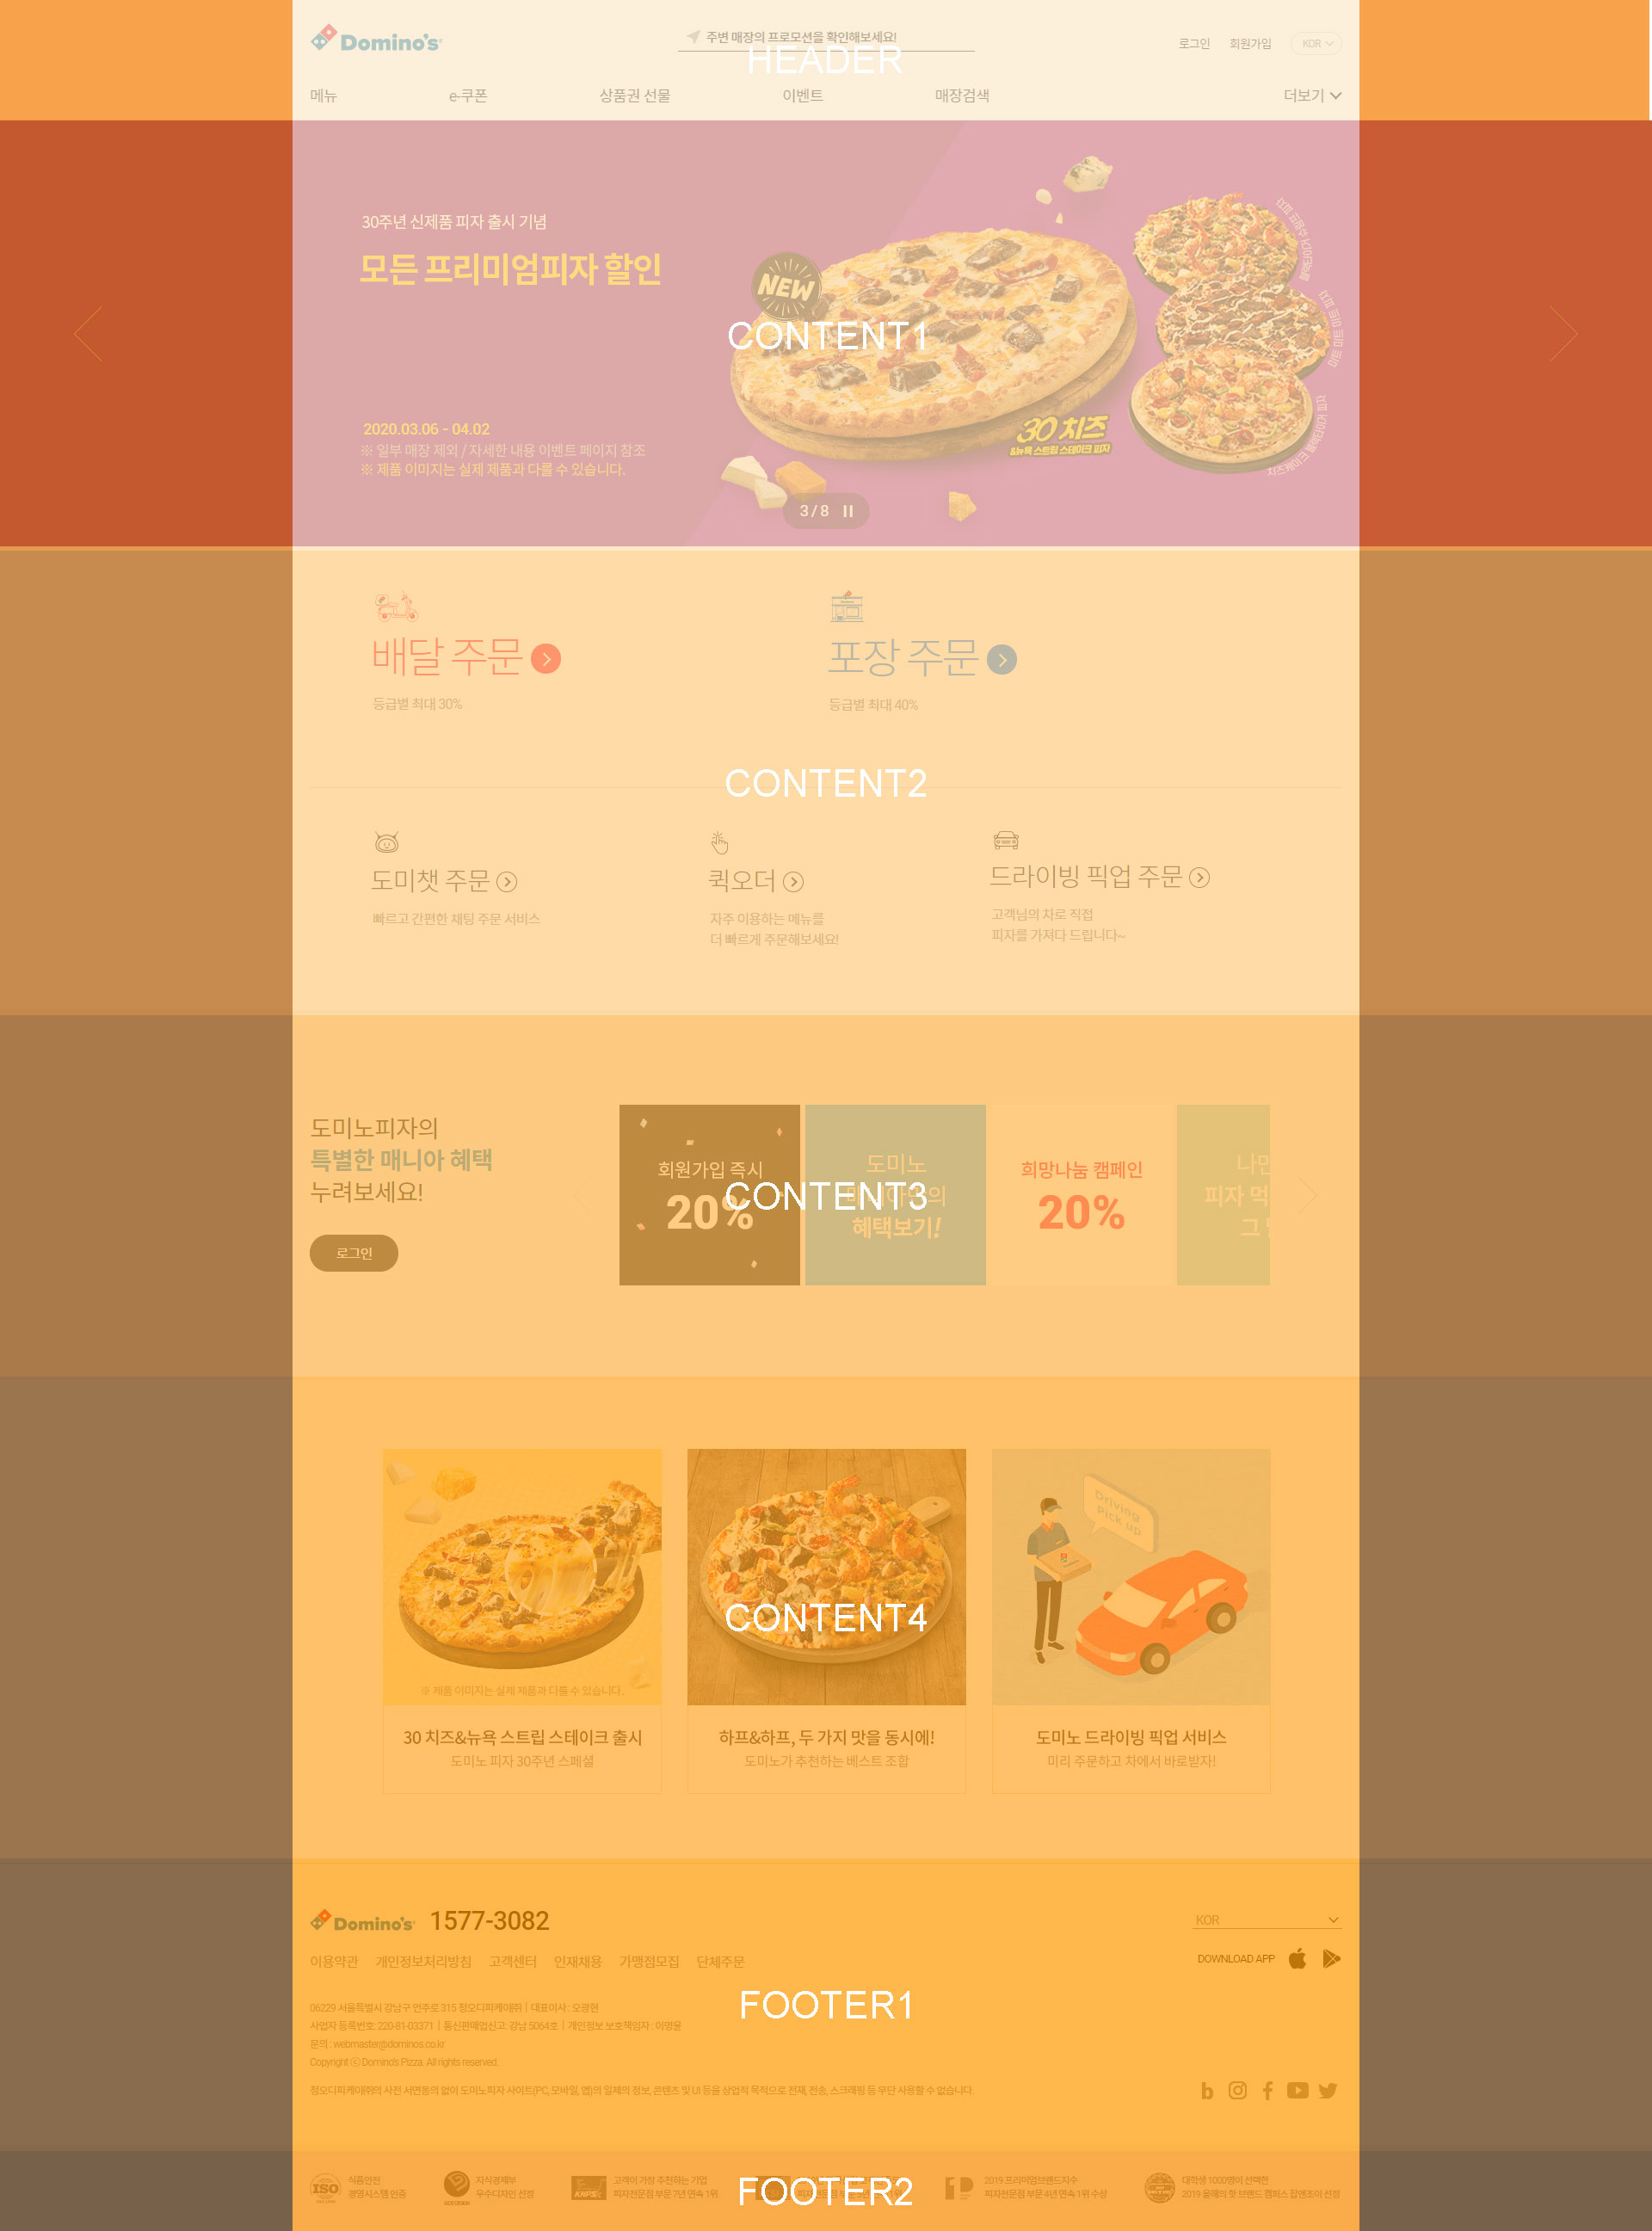 Domino's
주변 매장의 프로모션을 확인해보세요!
로그인 회원가입 KOR
HEADER
메뉴 e-쿠폰 상품권 선물 이벤트 매장검색 더보기
30주년 신제품 피자 출시 기념
모든 프리미엄피자 할인
NEW
CONTENT1
30 치즈
&뉴욕 스트립 스테이크 피자
2020.03.06 - 04.02
※ 일부 매장 제외 / 자세한 내용 이벤트 페이지 참조
※ 제품 이미지는 실제 제품과 다를 수 있습니다.
3 / 8
배달 주문
등급별 최대 30%
포장 주문
등급별 최대 40%
CONTENT2
도미챗 주문
빠르고 간편한 채팅 주문 서비스
퀵오더
자주 이용하는 메뉴를
더 빠르게 주문해보세요!
드라이빙 픽업 주문
고객님의 차로 직접
피자를 가져다 드립니다~
도미노피자의
특별한 매니아 혜택
누려보세요!
로그인
회원가입 즉시
20%
도미노
혜택보기!
CONTENT3
희망나눔 캠페인
20%
나만
피자 먹
그
Driving
Pick up
CONTENT4
※ 제품 이미지는 실제 제품과 다를 수 있습니다.
30 치즈&뉴욕 스트립 스테이크 출시
도미노 피자 30주년 스페셜
하프&하프, 두 가지 맛을 동시에!
도미노가 추천하는 베스트 조합
도미노 드라이빙 픽업 서비스
미리 주문하고 차에서 바로받자!
Domino's 1577-3082
KOR
이용약관 개인정보처리방침 고객센터 인재채용 가맹점모집 단체주문
DOWNLOAD APP
FOOTER1
06229 서울특별시 강남구 언주로 315 청오디피케이㈜ | 대표이사 : 오광현
사업자 등록번호: 220-81-03371 | 통신판매업신고: 강남 5064호 | 개인정보 보호책임자 : 이명윤
문의 : webmaster@dominos.co.kr
Copyright ⓒ Domino's Pizza. All rights reserved.
청오디피케이㈜의 사전 서면동의 없이 도미노피자 사이트(PC, 모바일, 앱)의 일체의 정보, 콘텐츠 및 UI 등을 상업적 목적으로 전재, 전송, 스크래핑 등 무단 사용할 수 없습니다.
ISO
식품안전
경영시스템 인증
지식경제부
우수디자인 선정
고객이 가장 추천하는 기업
피자전문점 부문 7년 연속 1위
FOOTER2
2019 프리미엄브랜드지수
피자전문점 부문 4년 연속 1위 수상
대학생 1000명이 선택한
2019 올해의 핫 브랜드 캠퍼스 잡앤조이 선정